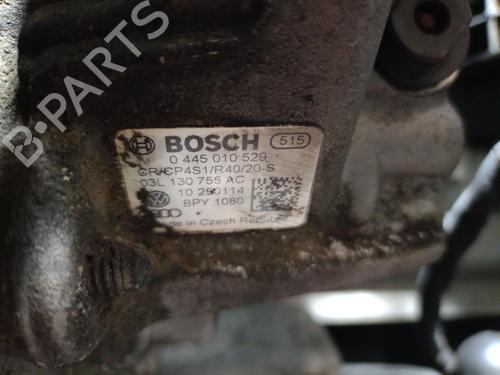 BOSCH 515
0 445 010 529
CR/CP4S1/R40/20-S
03L 130 755 AC
10 250114
BPY 1080
Made in Czech Republic
B-PARTS